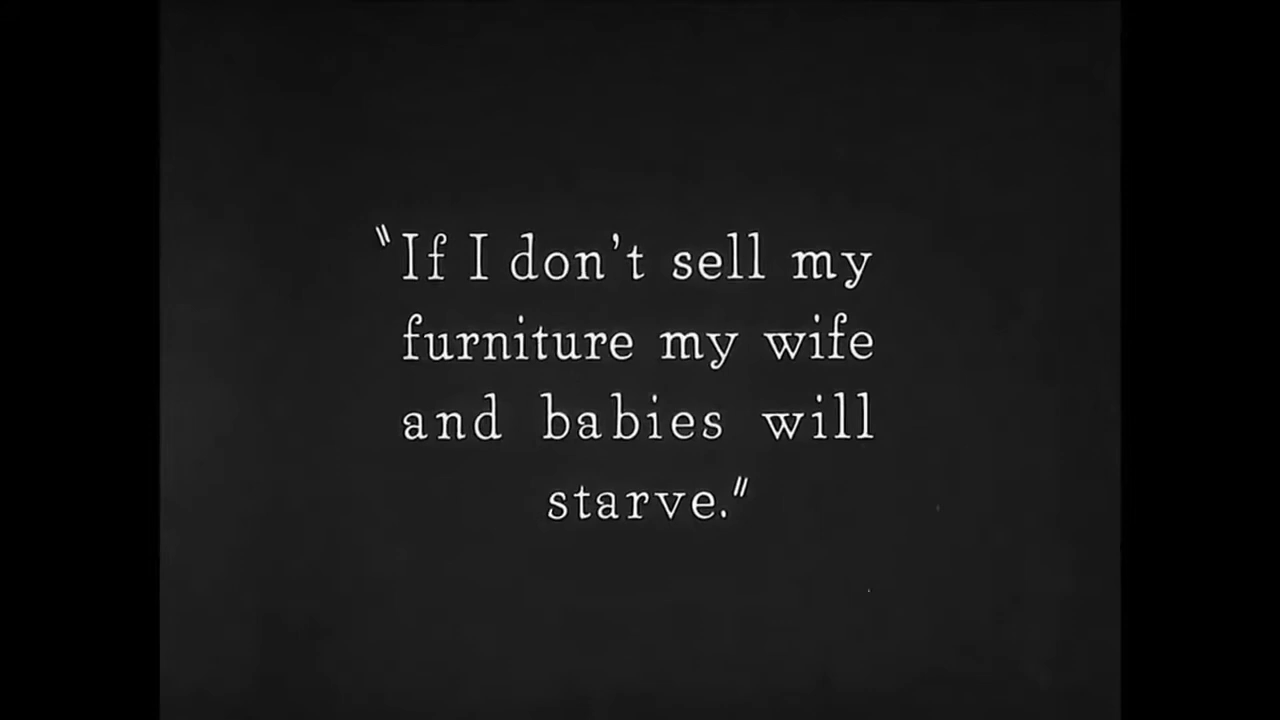 "If I don't sell my
furniture my wife
and babies will
starve."